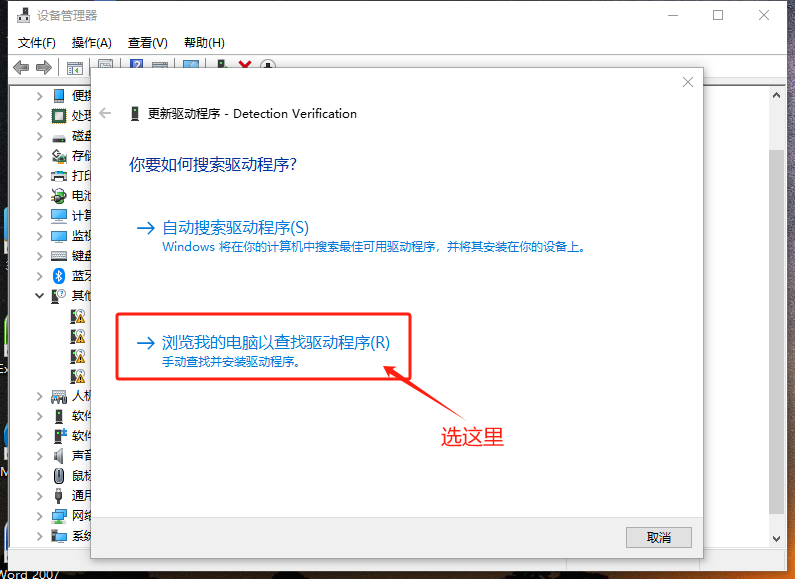 设备管理器
文件(F) 操作(A) 查看(V) 帮助(H)
更新驱动程序 - Detection Verification
你要如何搜索驱动程序?
自动搜索驱动程序(S)
Windows 将在你的计算机中搜索最佳可用驱动程序，并将其安装在你的设备上。
浏览我的电脑以查找驱动程序(R)
手动查找并安装驱动程序。
选这里
取消
便携
处理
磁盘
存储
打印
电池
计算
监视
键盘
蓝牙
其他
人机
软件
软件
声音
鼠标
通用
网络
系统
Word 2007